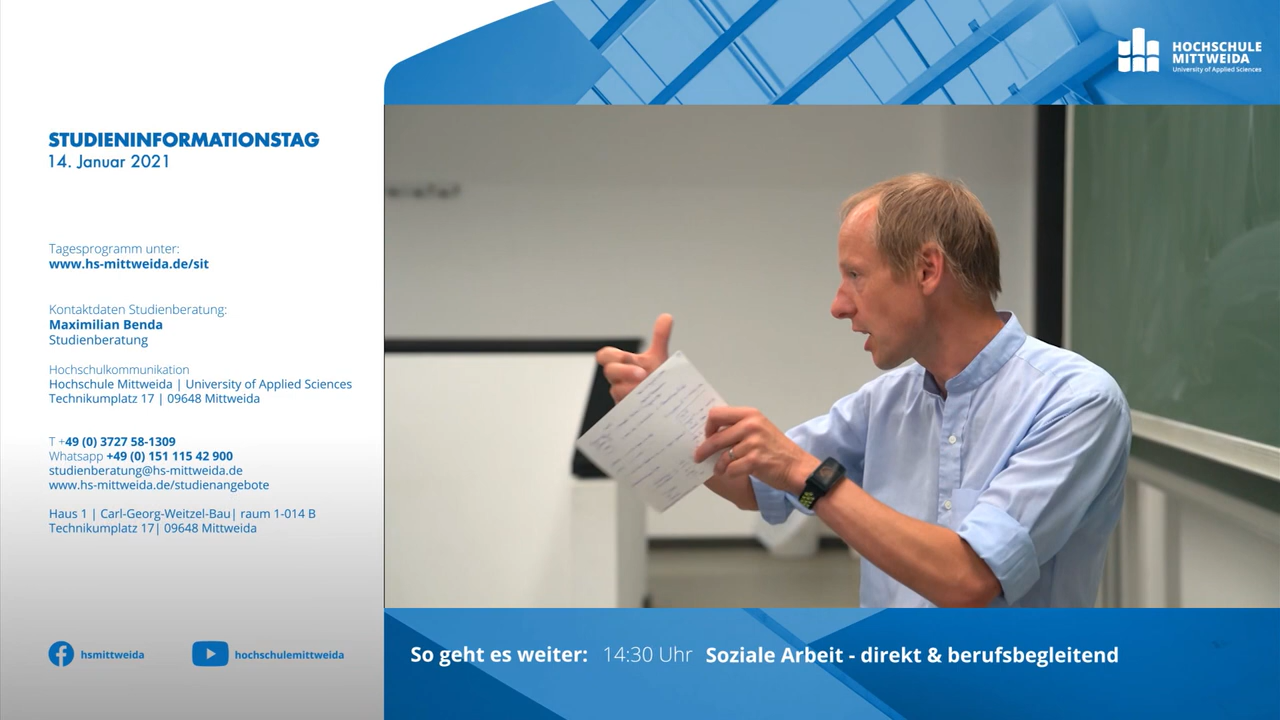 HOCHSCHULE
MITTWEIDA
University of Applied Sciences
STUDIENINFORMATIONSTAG
14. Januar 2021
Tagesprogramm unter:
www.hs-mittweida.de/sit
Kontaktdaten Studienberatung:
Maximilian Benda
Studienberatung
Hochschulkommunikation
Hochschule Mittweida | University of Applied Sciences
Technikumplatz 17 | 09648 Mittweida
T +49 (0) 3727 58-1309
Whatsapp +49 (0) 151 115 42 900
studienberatung@hs-mittweida.de
www.hs-mittweida.de/studienangebote
Haus 1 | Carl-Georg-Weitzel-Bau| raum 1-014 B
Technikumplatz 17| 09648 Mittweida
hsmittweida
hochschulemittweida
So geht es weiter: 14:30 Uhr Soziale Arbeit - direkt & berufsbegleitend